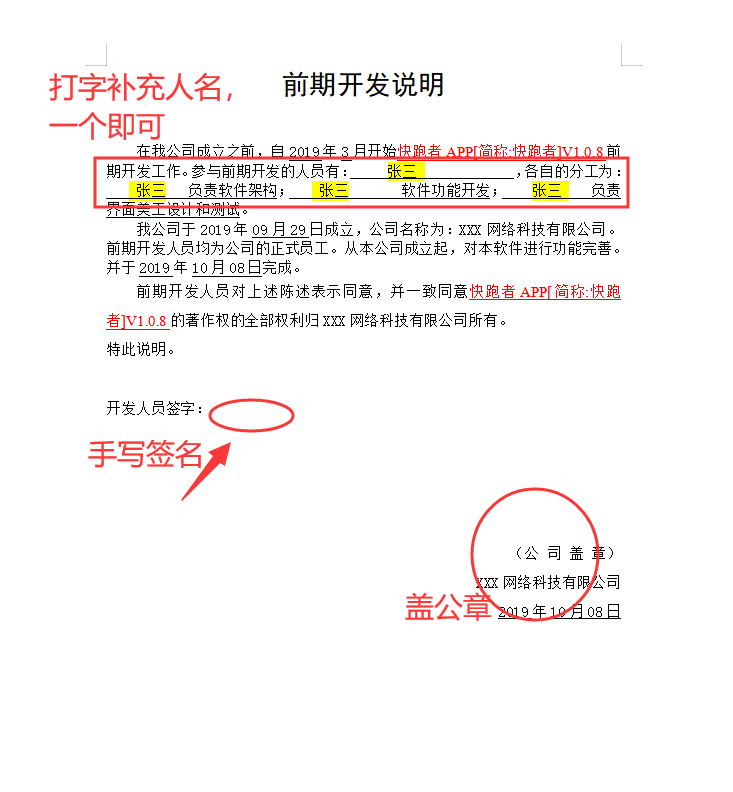 打字补充人名，
一个即可
前期开发说明
在我公司成立之前，自 2019 年 3 月开始快跑者 APP[简称:快跑者]V1.0.8 前
期开发工作。参与前期开发的人员有： 张三 ，各自的分工为：
张三 负责软件架构； 张三 软件功能开发； 张三 负责
界面美工设计和测试。
我公司于 2019 年 09 月 29 日成立，公司名称为：XXX 网络科技有限公司。
前期开发人员均为公司的正式员工。从本公司成立起，对本软件进行功能完善。
并于 2019 年 10 月 08 日完成。
前期开发人员对上述陈述表示同意，并一致同意快跑者 APP[简称:快跑
者]V1.0.8 的著作权的全部权利归 XXX 网络科技有限公司所有。
特此说明。
开发人员签字：
手写签名
（公 司 盖 章）
XXX 网络科技有限公司
盖公章
2019 年 10 月 08 日